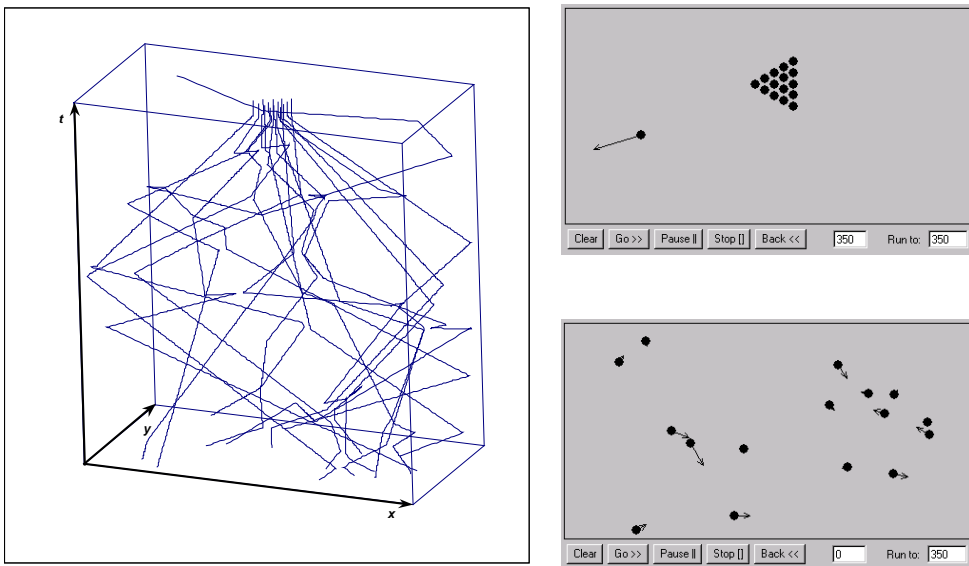 t
y
x
Clear Go >> Pause || Stop [] Back << 350 Run to: 350
Clear Go >> Pause || Stop [] Back << 0 Run to: 350